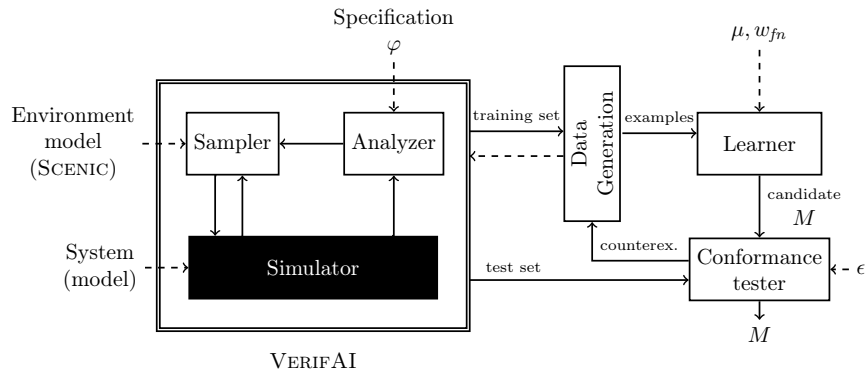 Specification
φ
μ, w_fn
Environment
model
(SCENIC)
Sampler
Analyzer
training set
Data
Generation
examples
Learner
candidate
M
System
(model)
Simulator
counterex.
test set
Conformance
tester
ϵ
M
VERIFAI